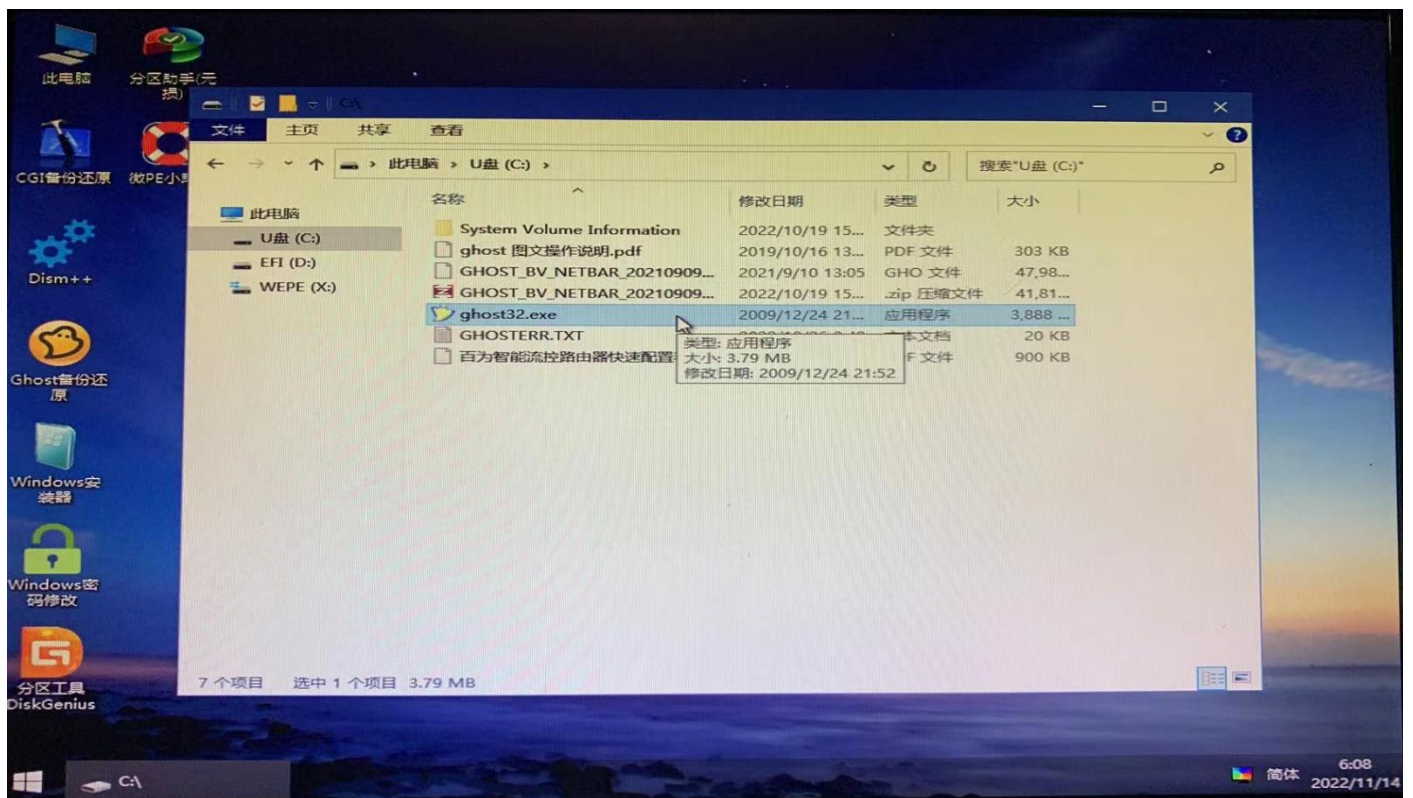 此电脑
分区助手(元
损)
CGI备份还原
Dism++
Ghost备份还
原
Windows安
装器
Windows密
码修改
分区工具
DiskGenius
C:\
文件 主页 共享 查看
此电脑 › U盘 (C:) ›
搜索"U盘 (C:)"
此电脑
U盘 (C:)
EFI (D:)
WEPE (X:)
名称 修改日期 类型 大小
System Volume Information 2022/10/19 15... 文件夹
ghost 图文操作说明.pdf 2019/10/16 13... PDF 文件 303 KB
GHOST_BV_NETBAR_20210909... 2021/9/10 13:05 GHO 文件 47,98...
GHOST_BV_NETBAR_20210909... 2022/10/19 15... .zip 压缩文件 41,81...
ghost32.exe 2009/12/24 21... 应用程序 3,888 ...
GHOSTERR.TXT 本文档 20 KB
百为智能流控路由器快速配置 F 文件 900 KB
类型: 应用程序
大小: 3.79 MB
修改日期: 2009/12/24 21:52
7 个项目 选中 1 个项目 3.79 MB
C:\
简体
6:08
2022/11/14